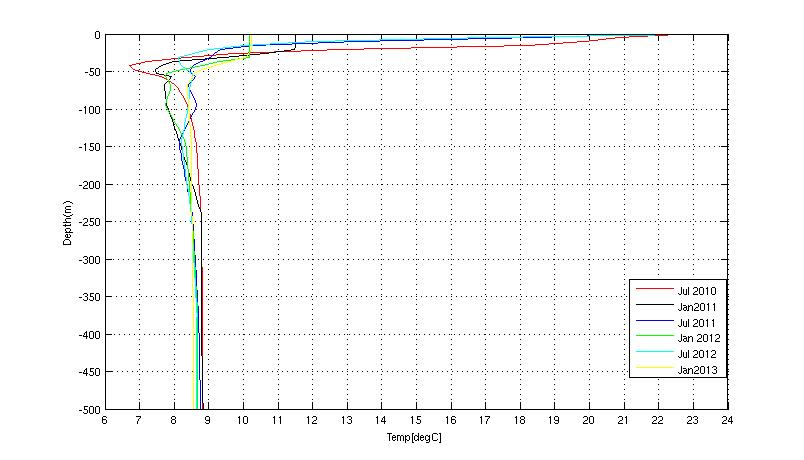 0
-50
-100
-150
-200
-250
-300
-350
-400
-450
-500
Depth(m)
6 7 8 9 10 11 12 13 14 15 16 17 18 19 20 21 22 23 24
Temp[degC]
Jul 2010
Jan2011
Jul 2011
Jan 2012
Jul 2012
Jan2013